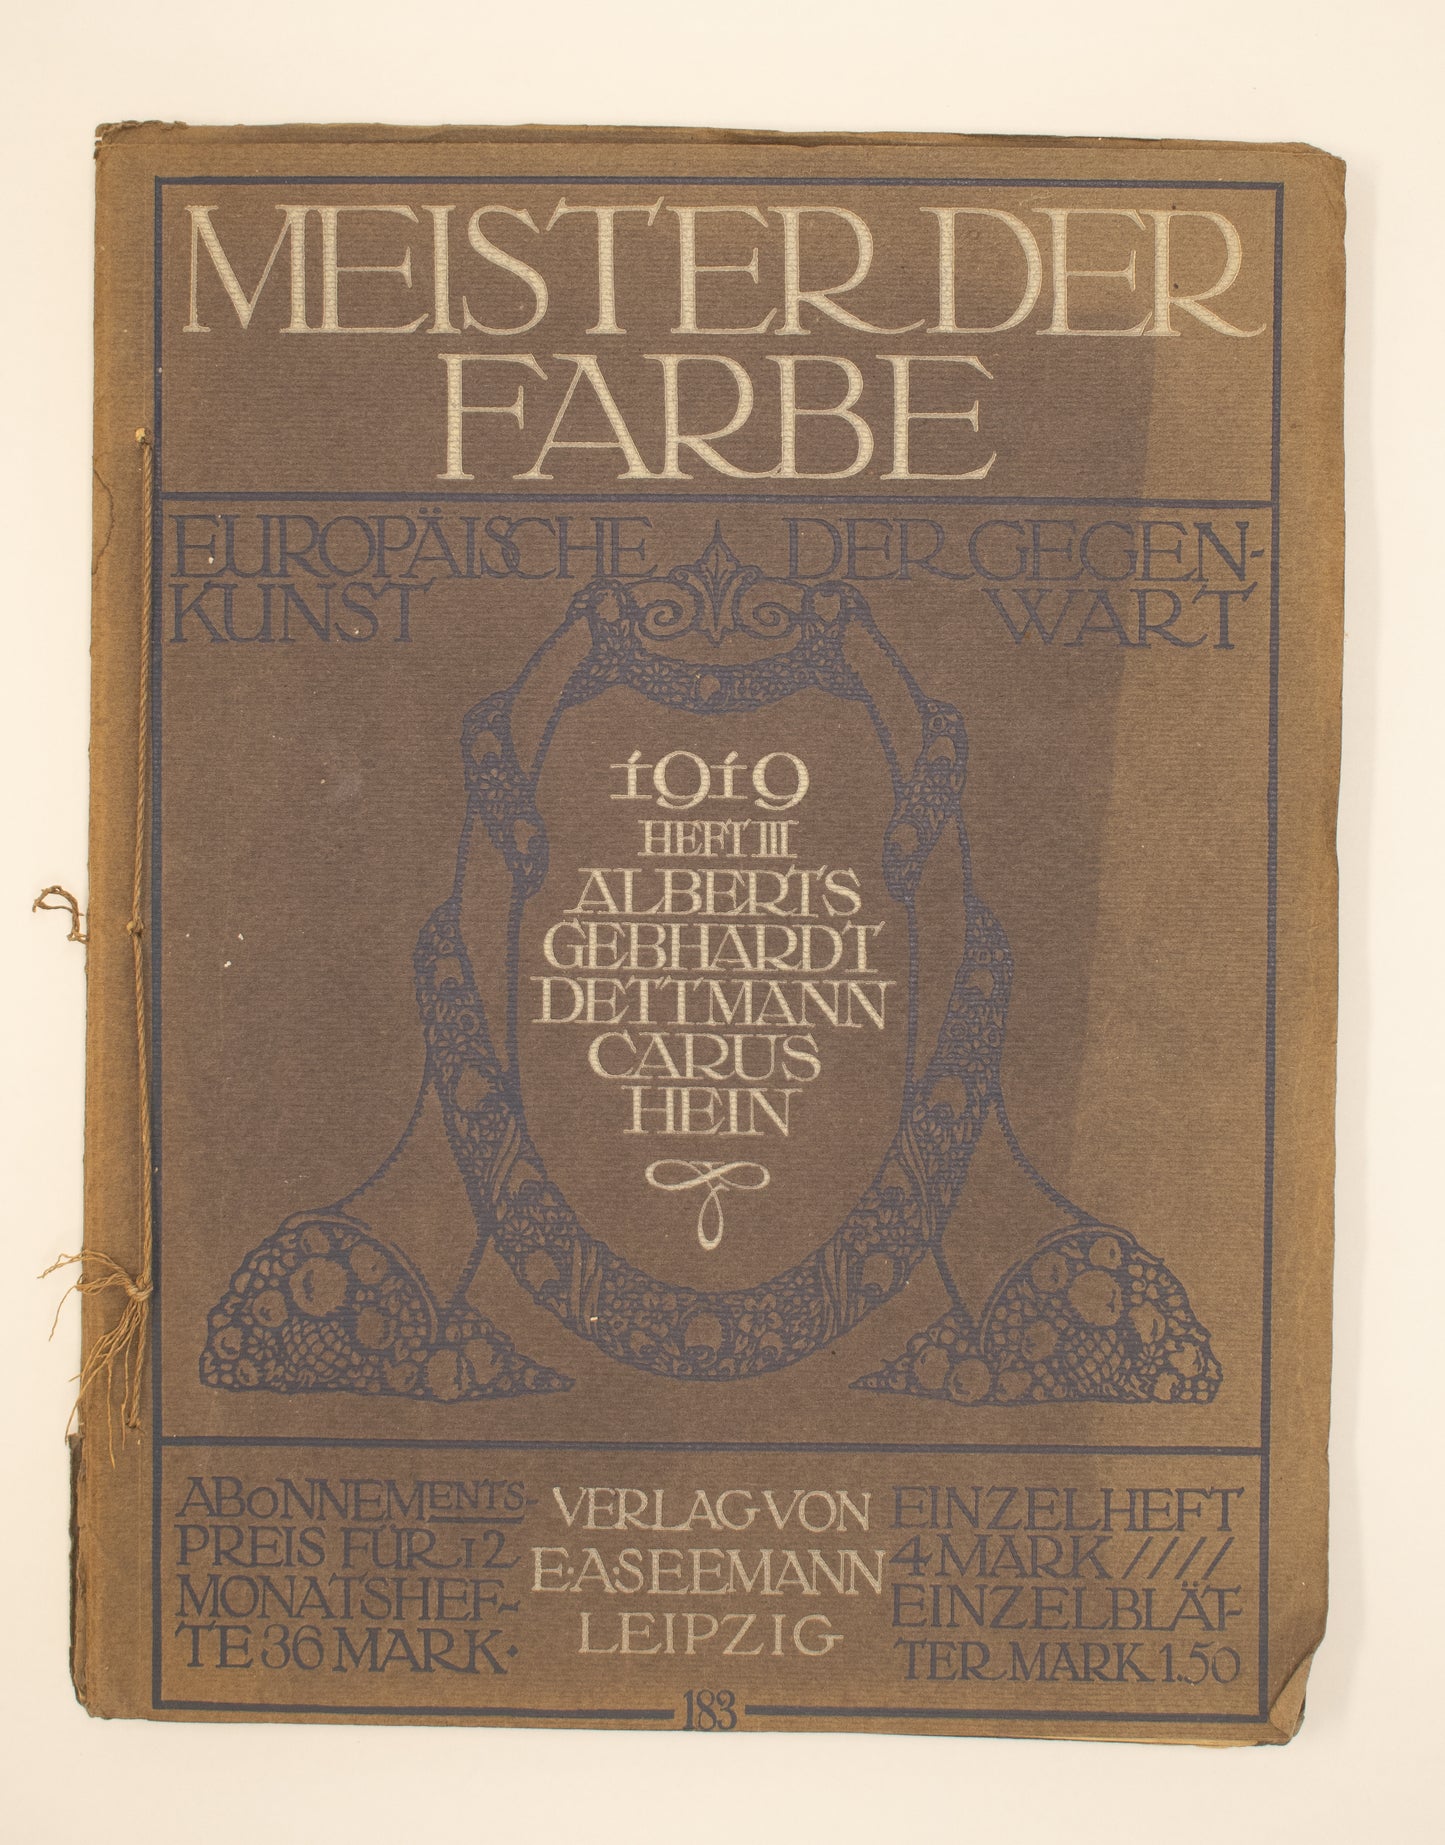 MEISTER DER
FARBE
EUROPÄISCHE
KUNST
DER GEGEN-
WART
1919
HEFT III
ALBERTS
GEBHARDT
DETTMANN
CARUS
HEIN
ABONNEMENTS-
PREIS FÜR 12
MONATSHEF-
TE 36 MARK.
VERLAG VON
E·A·SEEMANN
LEIPZIG
EINZELHEFT
4 MARK ////
EINZELBLÄT-
TER MARK 1.50
183